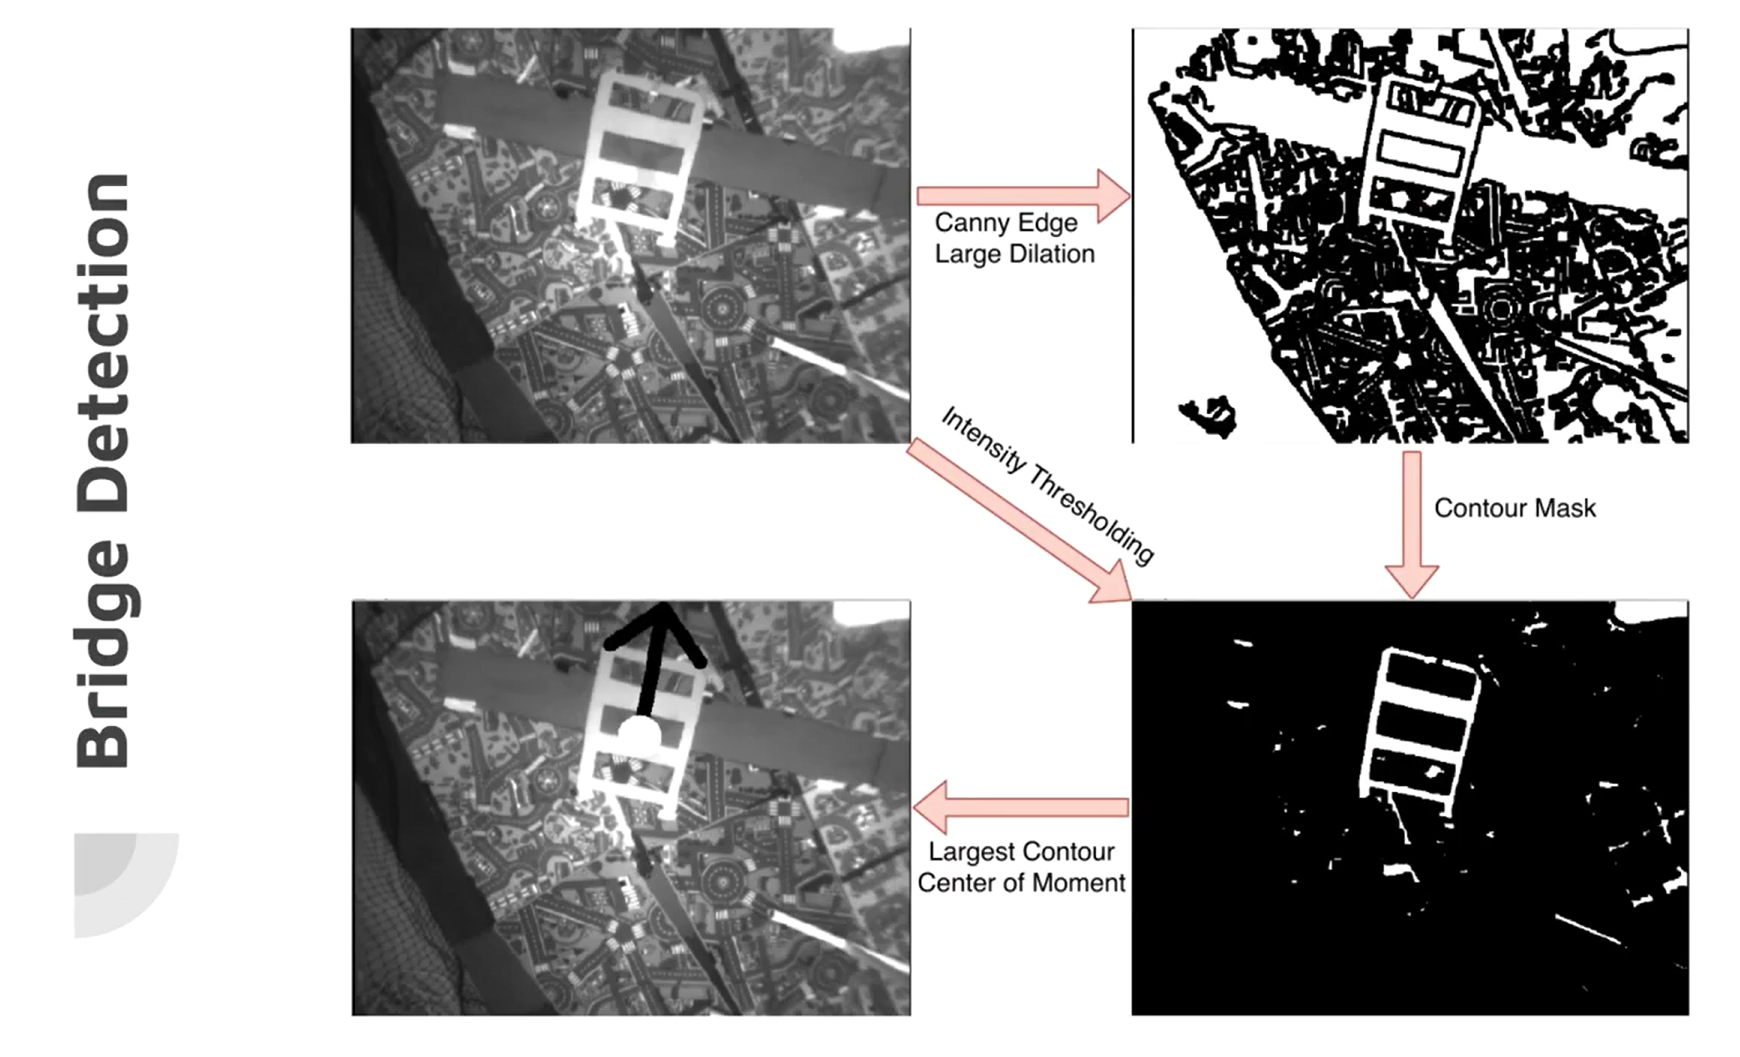 Bridge Detection
Canny Edge
Large Dilation
Intensity Thresholding
Contour Mask
Largest Contour
Center of Moment